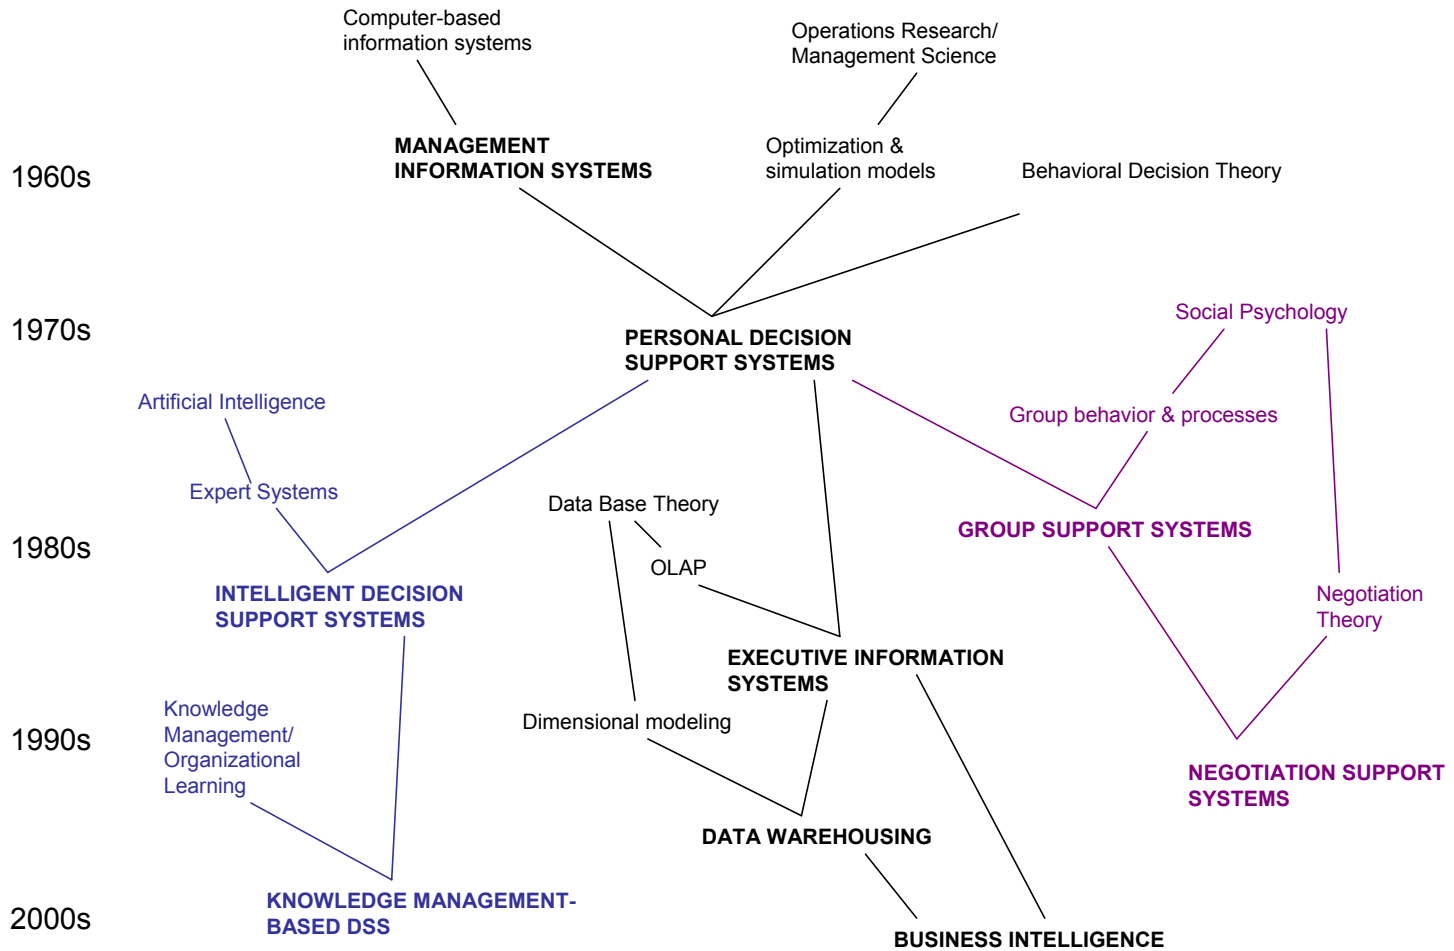 Computer-based
information systems
Operations Research/
Management Science
MANAGEMENT
INFORMATION SYSTEMS
Optimization &
simulation models
1960s
Behavioral Decision Theory
Social Psychology
1970s
PERSONAL DECISION
SUPPORT SYSTEMS
Artificial Intelligence
Group behavior & processes
Expert Systems
Data Base Theory
GROUP SUPPORT SYSTEMS
1980s
OLAP
INTELLIGENT DECISION
SUPPORT SYSTEMS
Negotiation
Theory
EXECUTIVE INFORMATION
SYSTEMS
Knowledge
Management/
Organizational
Learning
Dimensional modeling
1990s
NEGOTIATION SUPPORT
SYSTEMS
DATA WAREHOUSING
KNOWLEDGE MANAGEMENT-
BASED DSS
2000s
BUSINESS INTELLIGENCE